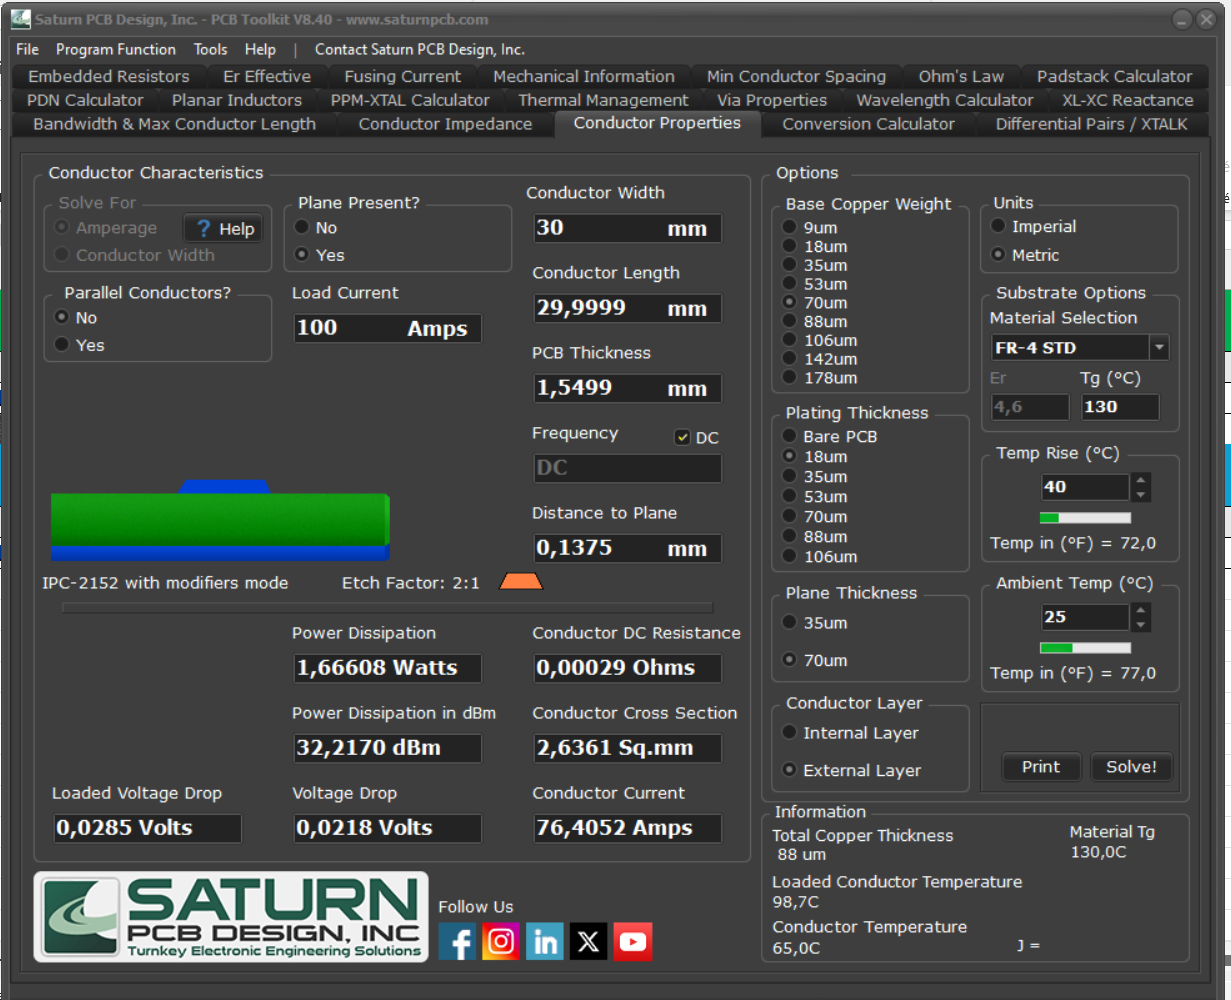 Saturn PCB Design, Inc. - PCB Toolkit V8.40 - www.saturnpcb.com
File Program Function Tools Help | Contact Saturn PCB Design, Inc.
Embedded Resistors Er Effective Fusing Current Mechanical Information Min Conductor Spacing Ohm's Law Padstack Calculator
PDN Calculator Planar Inductors PPM-XTAL Calculator Thermal Management Via Properties Wavelength Calculator XL-XC Reactance
Bandwidth & Max Conductor Length Conductor Impedance Conductor Properties Conversion Calculator Differential Pairs / XTALK
Conductor Characteristics
Solve For
Amperage
? Help
Conductor Width
Plane Present?
No
Yes
Parallel Conductors?
No
Yes
Load Current
100 Amps
Conductor Width
30 mm
Conductor Length
29,9999 mm
PCB Thickness
1,5499 mm
Frequency
DC
DC
Distance to Plane
0,1375 mm
IPC-2152 with modifiers mode
Etch Factor: 2:1
Power Dissipation
1,66608 Watts
Conductor DC Resistance
0,00029 Ohms
Power Dissipation in dBm
32,2170 dBm
Conductor Cross Section
2,6361 Sq.mm
Loaded Voltage Drop
0,0285 Volts
Voltage Drop
0,0218 Volts
Conductor Current
76,4052 Amps
Options
Base Copper Weight
9um
18um
35um
53um
70um
88um
106um
142um
178um
Plating Thickness
Bare PCB
18um
35um
53um
70um
88um
106um
Plane Thickness
35um
70um
Conductor Layer
Internal Layer
External Layer
Units
Imperial
Metric
Substrate Options
Material Selection
FR-4 STD
Er Tg (°C)
4,6 130
Temp Rise (°C)
40
Temp in (°F) = 72,0
Ambient Temp (°C)
25
Temp in (°F) = 77,0
Print Solve!
Information
Total Copper Thickness
88 um
Material Tg
130,0C
Loaded Conductor Temperature
98,7C
Conductor Temperature
65,0C
J =
SATURN
PCB DESIGN, INC
Turnkey Electronic Engineering Solutions
Follow Us